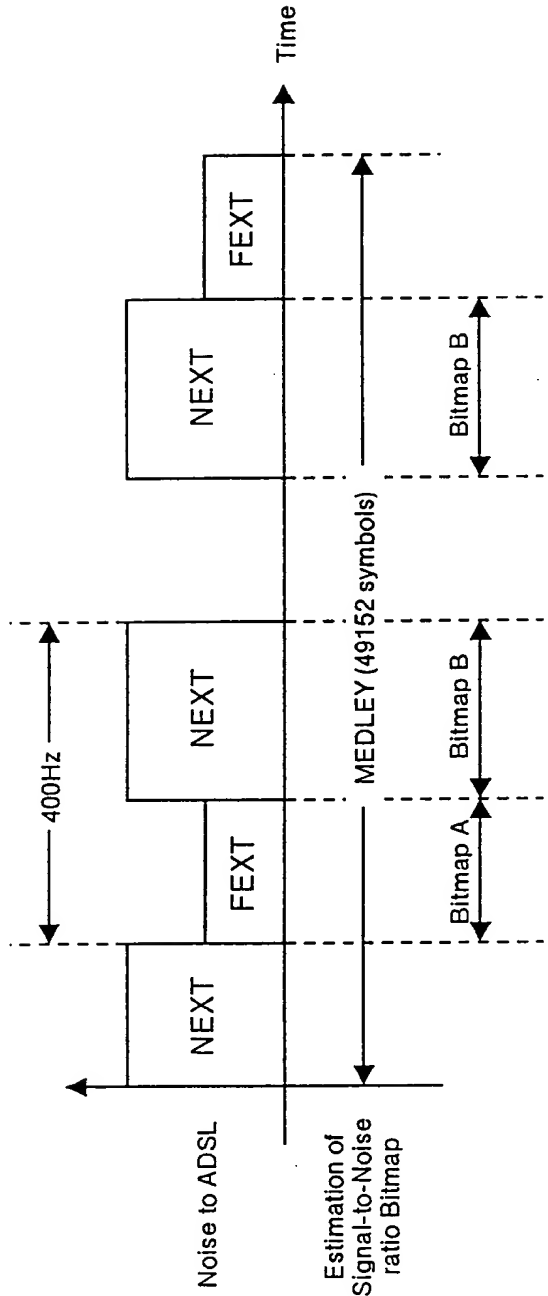 400Hz
Noise to ADSL
NEXT
FEXT
NEXT
NEXT
FEXT
Time
Estimation of
Signal-to-Noise
ratio Bitmap
MEDLEY (49152 symbols)
Bitmap A
Bitmap B
Bitmap B